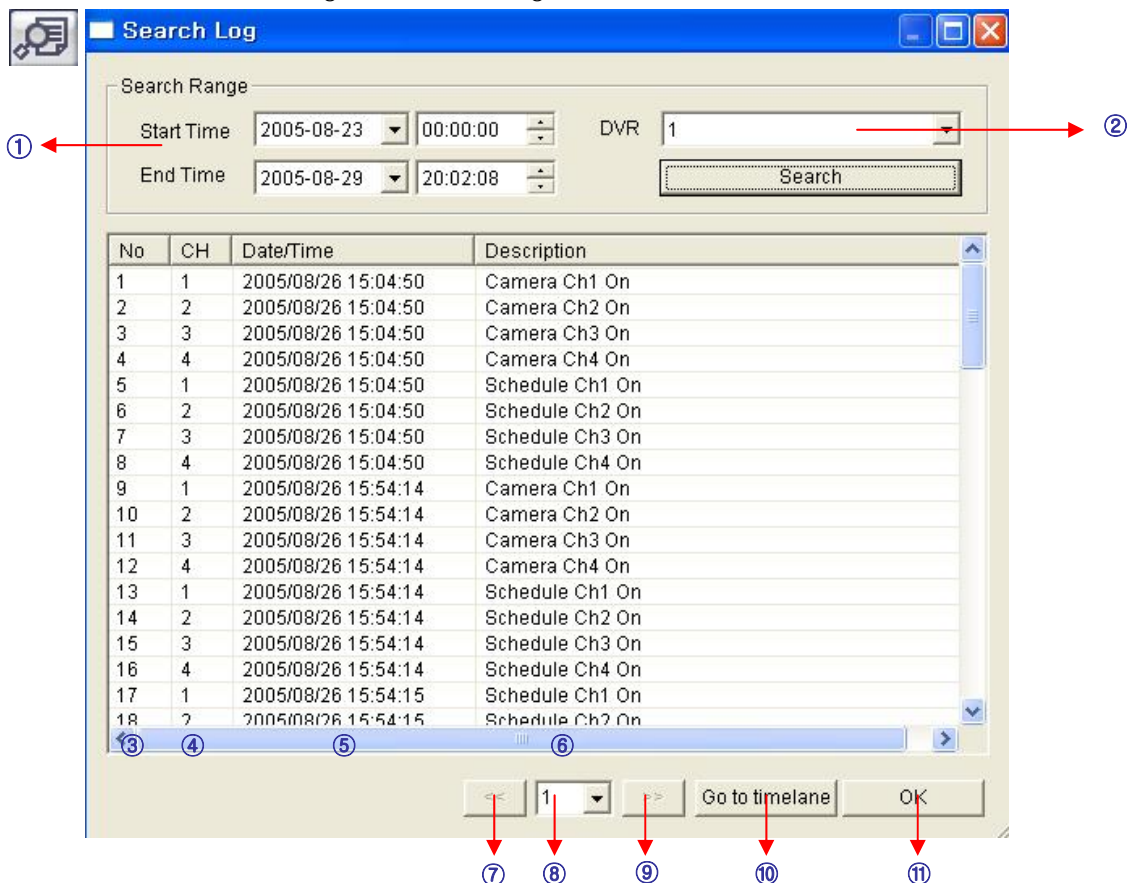 Search Log
Search Range
Start Time 2005-08-23 00:00:00 DVR 1
① ②
End Time 2005-08-29 20:02:08 Search
No CH Date/Time Description
1 1 2005/08/26 15:04:50 Camera Ch1 On
2 2 2005/08/26 15:04:50 Camera Ch2 On
3 3 2005/08/26 15:04:50 Camera Ch3 On
4 4 2005/08/26 15:04:50 Camera Ch4 On
5 1 2005/08/26 15:04:50 Schedule Ch1 On
6 2 2005/08/26 15:04:50 Schedule Ch2 On
7 3 2005/08/26 15:04:50 Schedule Ch3 On
8 4 2005/08/26 15:04:50 Schedule Ch4 On
9 1 2005/08/26 15:54:14 Camera Ch1 On
10 2 2005/08/26 15:54:14 Camera Ch2 On
11 3 2005/08/26 15:54:14 Camera Ch3 On
12 4 2005/08/26 15:54:14 Camera Ch4 On
13 1 2005/08/26 15:54:14 Schedule Ch1 On
14 2 2005/08/26 15:54:14 Schedule Ch2 On
15 3 2005/08/26 15:54:14 Schedule Ch3 On
16 4 2005/08/26 15:54:14 Schedule Ch4 On
17 1 2005/08/26 15:54:15 Schedule Ch1 On
18 2 2005/08/26 15:54:15 Schedule Ch2 On
③ ④ ⑤ ⑥
<< 1 >> Go to timelane OK
⑦ ⑧ ⑨ ⑩ ⑪